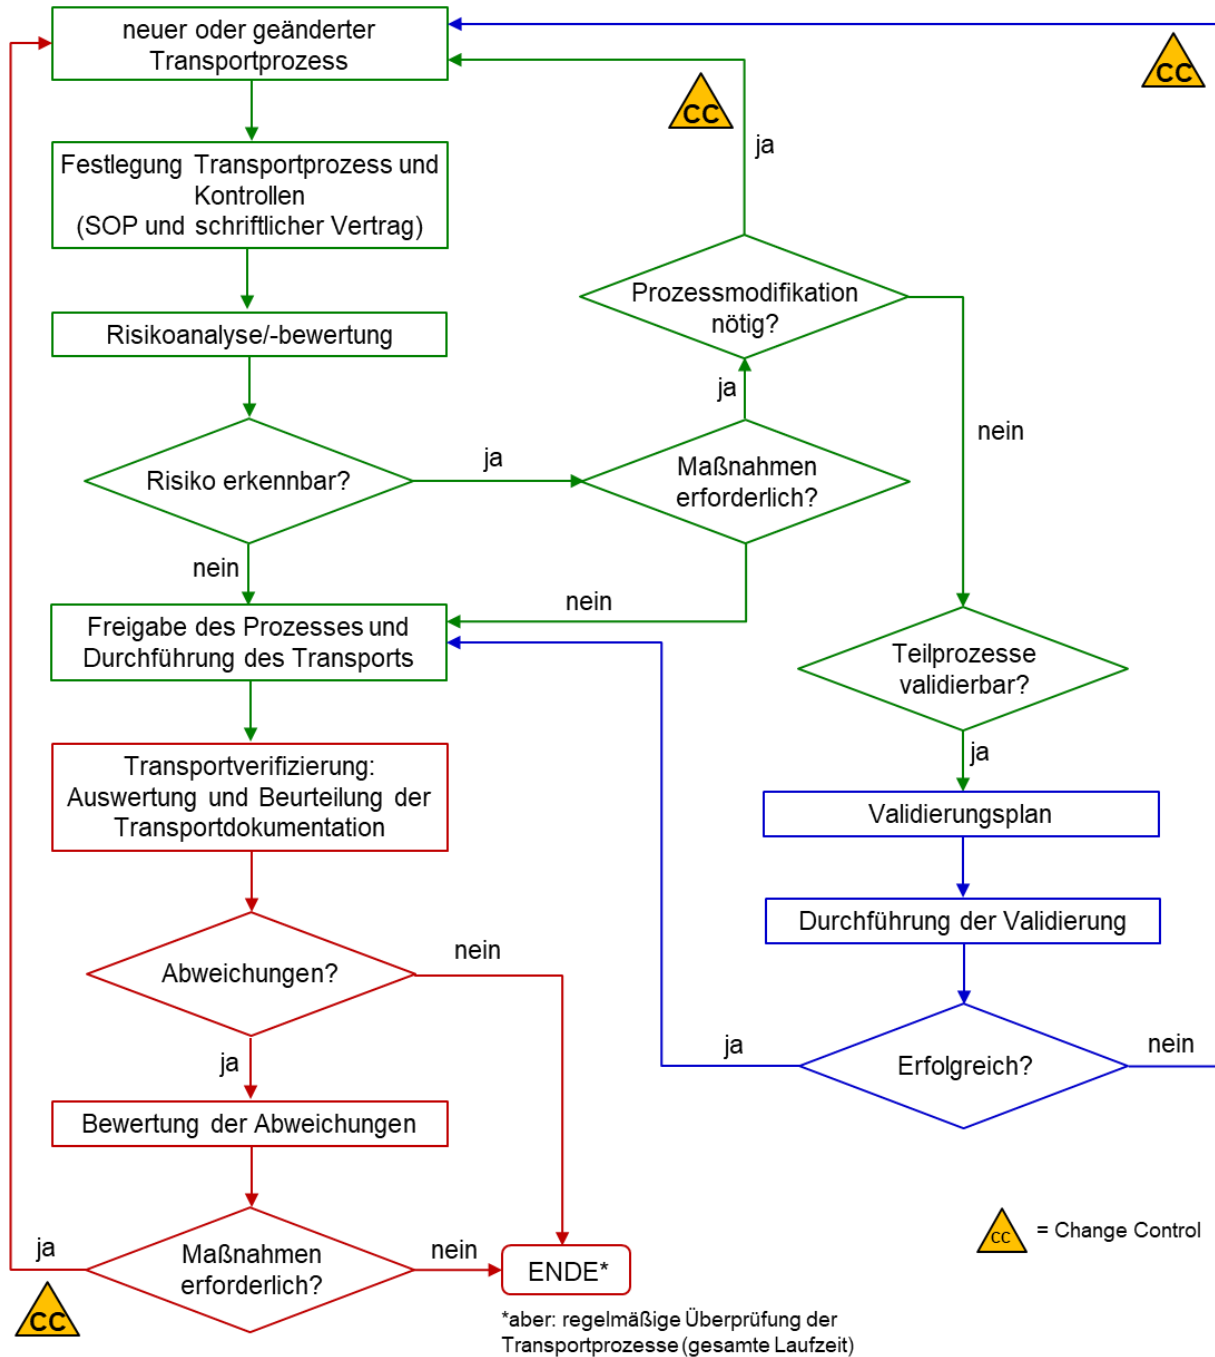 neuer oder geänderter
Transportprozess
CC
CC
ja
Festlegung Transportprozess und
Kontrollen
(SOP und schriftlicher Vertrag)
Prozessmodifikation
nötig?
Risikoanalyse/-bewertung
ja
nein
Risiko erkennbar?
ja
Maßnahmen
erforderlich?
nein
nein
Freigabe des Prozesses und
Durchführung des Transports
Teilprozesse
validierbar?
ja
Transportverifizierung:
Auswertung und Beurteilung der
Transportdokumentation
Validierungsplan
Durchführung der Validierung
Abweichungen?
nein
ja
ja
Erfolgreich?
nein
Bewertung der Abweichungen
ja
Maßnahmen
erforderlich?
nein
ENDE*
CC
CC
= Change Control
*aber: regelmäßige Überprüfung der
Transportprozesse (gesamte Laufzeit)